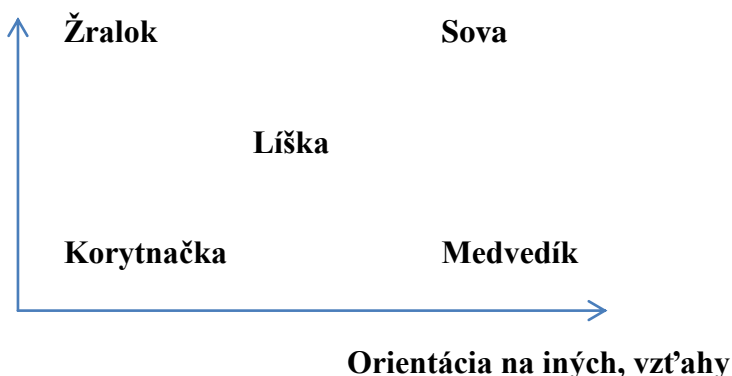 Žralok Sova
Líška
Korytnačka Medvedík
Orientácia na iných, vzťahy